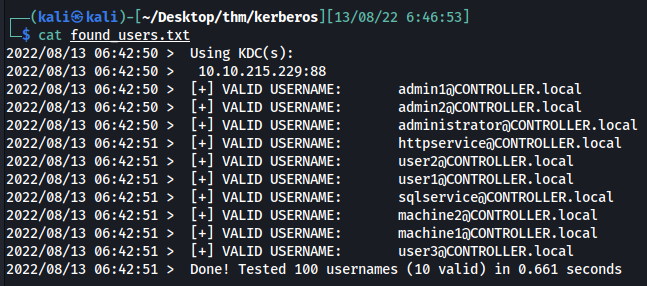 ┌──(kali㉿kali)-[~/Desktop/thm/kerberos][13/08/22 6:46:53]
└─$ cat found_users.txt
2022/08/13 06:42:50 >  Using KDC(s):
2022/08/13 06:42:50 >   10.10.215.229:88
2022/08/13 06:42:50 >  [+] VALID USERNAME:       admin1@CONTROLLER.local
2022/08/13 06:42:50 >  [+] VALID USERNAME:       admin2@CONTROLLER.local
2022/08/13 06:42:50 >  [+] VALID USERNAME:       administrator@CONTROLLER.local
2022/08/13 06:42:51 >  [+] VALID USERNAME:       httpservice@CONTROLLER.local
2022/08/13 06:42:51 >  [+] VALID USERNAME:       user2@CONTROLLER.local
2022/08/13 06:42:51 >  [+] VALID USERNAME:       user1@CONTROLLER.local
2022/08/13 06:42:51 >  [+] VALID USERNAME:       sqlservice@CONTROLLER.local
2022/08/13 06:42:51 >  [+] VALID USERNAME:       machine2@CONTROLLER.local
2022/08/13 06:42:51 >  [+] VALID USERNAME:       machine1@CONTROLLER.local
2022/08/13 06:42:51 >  [+] VALID USERNAME:       user3@CONTROLLER.local
2022/08/13 06:42:51 >  Done! Tested 100 usernames (10 valid) in 0.661 seconds